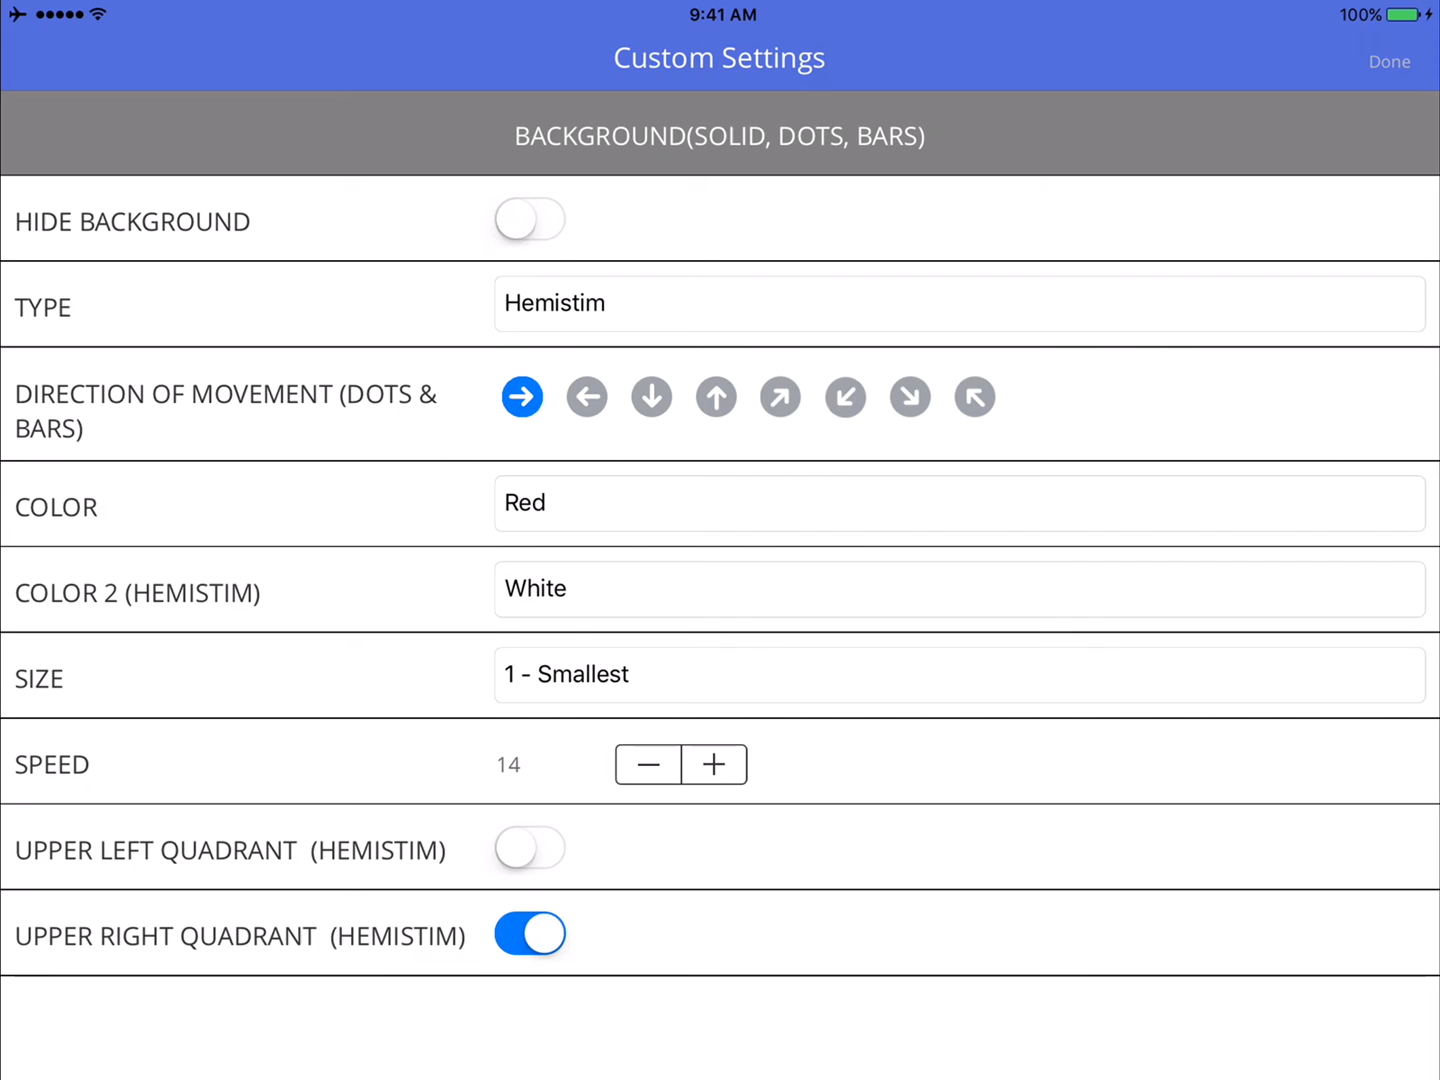 9:41 AM
100%
Custom Settings
Done
BACKGROUND(SOLID, DOTS, BARS)
HIDE BACKGROUND
TYPE
Hemistim
DIRECTION OF MOVEMENT (DOTS &
BARS)
COLOR
Red
COLOR 2 (HEMISTIM)
White
SIZE
1 - Smallest
SPEED
14
UPPER LEFT QUADRANT (HEMISTIM)
UPPER RIGHT QUADRANT (HEMISTIM)